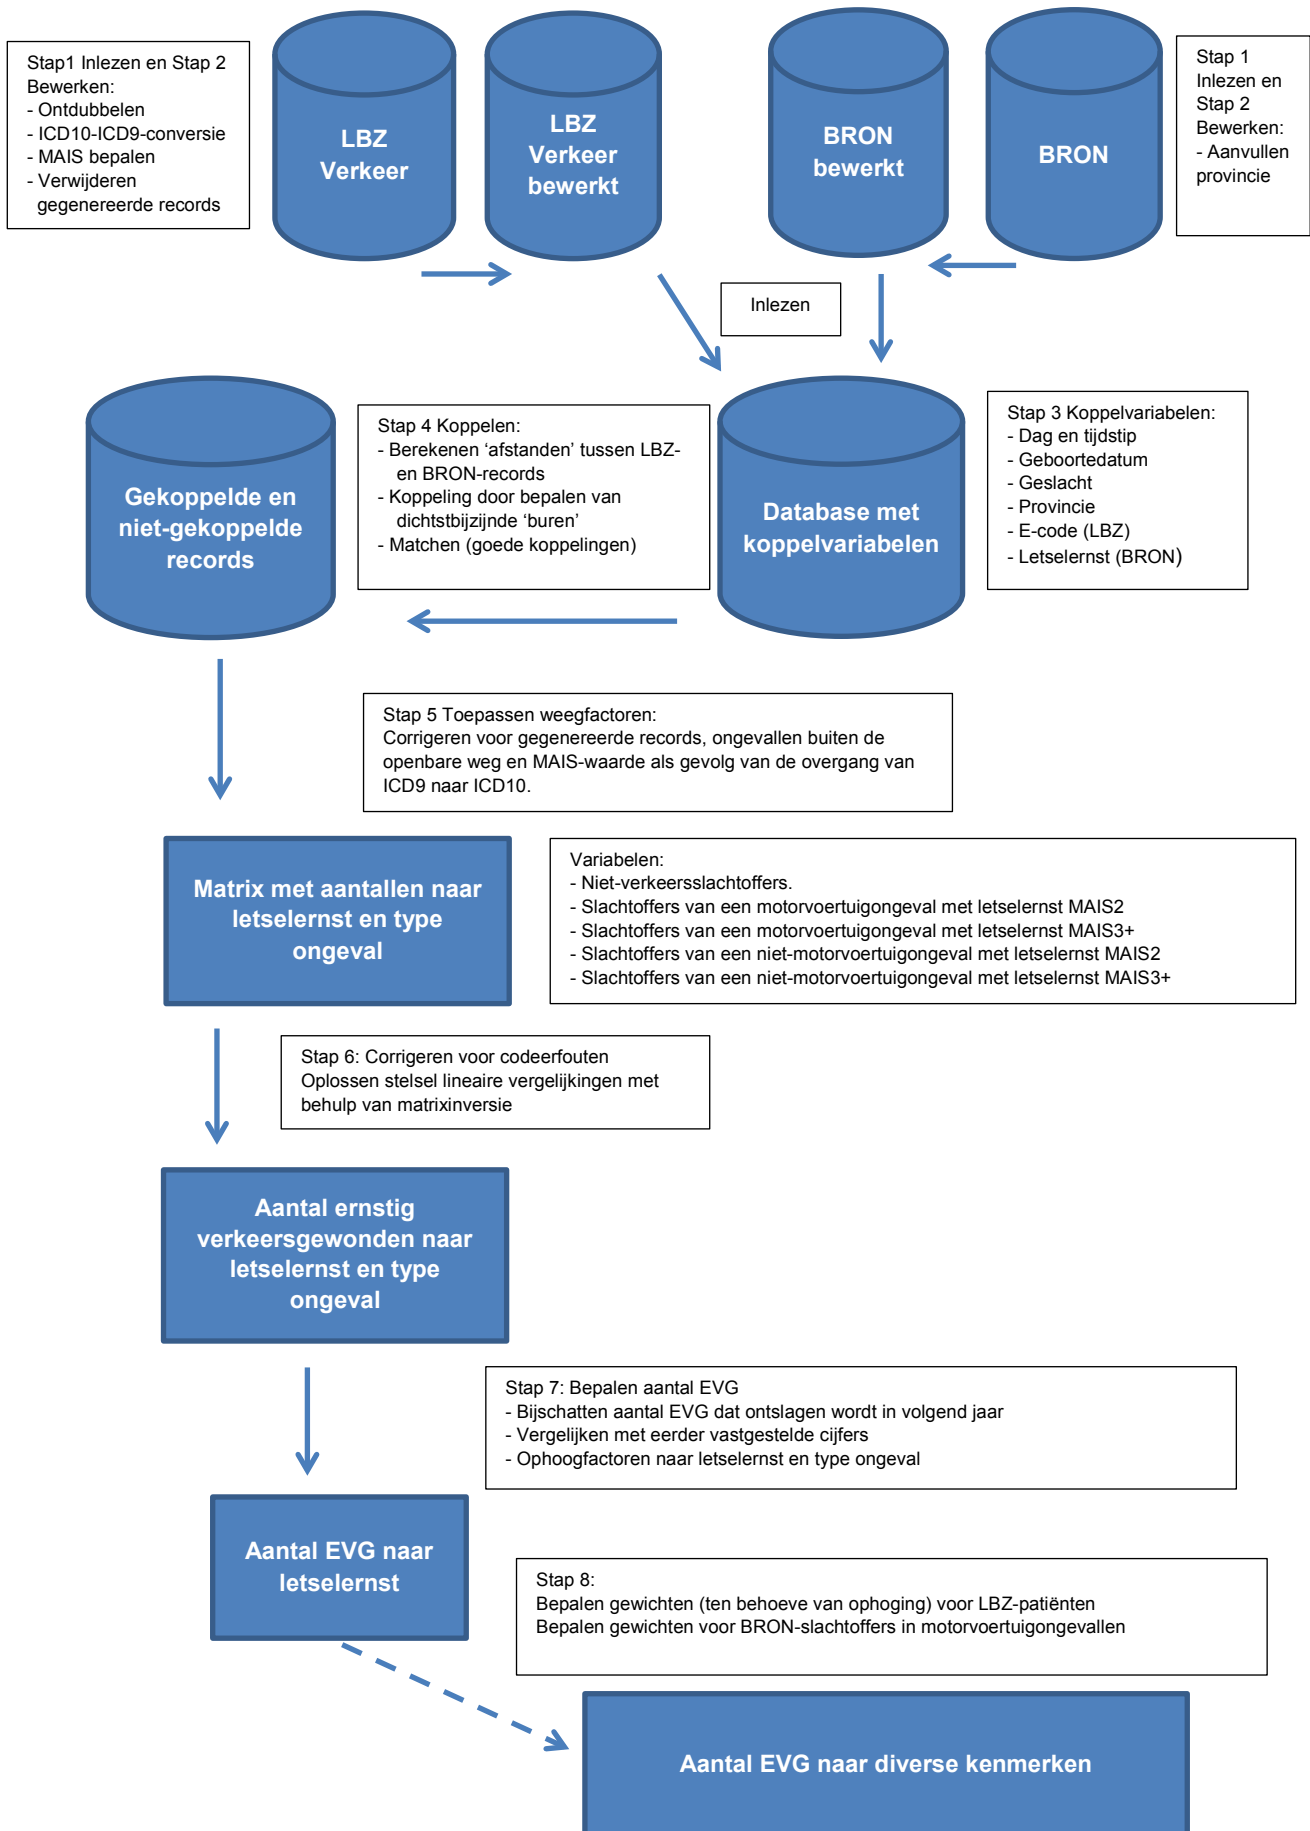 Stap1 Inlezen en Stap 2
Bewerken:
- Ontdubbelen
- ICD10-ICD9-conversie
- MAIS bepalen
- Verwijderen
gegenereerde records
LBZ
Verkeer
LBZ
Verkeer
bewerkt
BRON
bewerkt
BRON
Stap 1
Inlezen en
Stap 2
Bewerken:
- Aanvullen
provincie
Inlezen
Gekoppelde en
niet-gekoppelde
records
Stap 4 Koppelen:
- Berekenen ‘afstanden’ tussen LBZ-
en BRON-records
- Koppeling door bepalen van
dichtstbijzijnde ‘buren’
- Matchen (goede koppelingen)
Database met
koppelvariabelen
Stap 3 Koppelvariabelen:
- Dag en tijdstip
- Geboortedatum
- Geslacht
- Provincie
- E-code (LBZ)
- Letselernst (BRON)
Stap 5 Toepassen weegfactoren:
Corrigeren voor gegenereerde records, ongevallen buiten de
openbare weg en MAIS-waarde als gevolg van de overgang van
ICD9 naar ICD10.
Matrix met aantallen naar
letselernst en type
ongeval
Variabelen:
- Niet-verkeersslachtoffers.
- Slachtoffers van een motorvoertuigongeval met letselernst MAIS2
- Slachtoffers van een motorvoertuigongeval met letselernst MAIS3+
- Slachtoffers van een niet-motorvoertuigongeval met letselernst MAIS2
- Slachtoffers van een niet-motorvoertuigongeval met letselernst MAIS3+
Stap 6: Corrigeren voor codeerfouten
Oplossen stelsel lineaire vergelijkingen met
behulp van matrixinversie
Aantal ernstig
verkeersgewonden naar
letselernst en type
ongeval
Stap 7: Bepalen aantal EVG
- Bijschatten aantal EVG dat ontslagen wordt in volgend jaar
- Vergelijken met eerder vastgestelde cijfers
- Ophoogfactoren naar letselernst en type ongeval
Aantal EVG naar
letselernst
Stap 8:
Bepalen gewichten (ten behoeve van ophoging) voor LBZ-patiënten
Bepalen gewichten voor BRON-slachtoffers in motorvoertuigongevallen
Aantal EVG naar diverse kenmerken